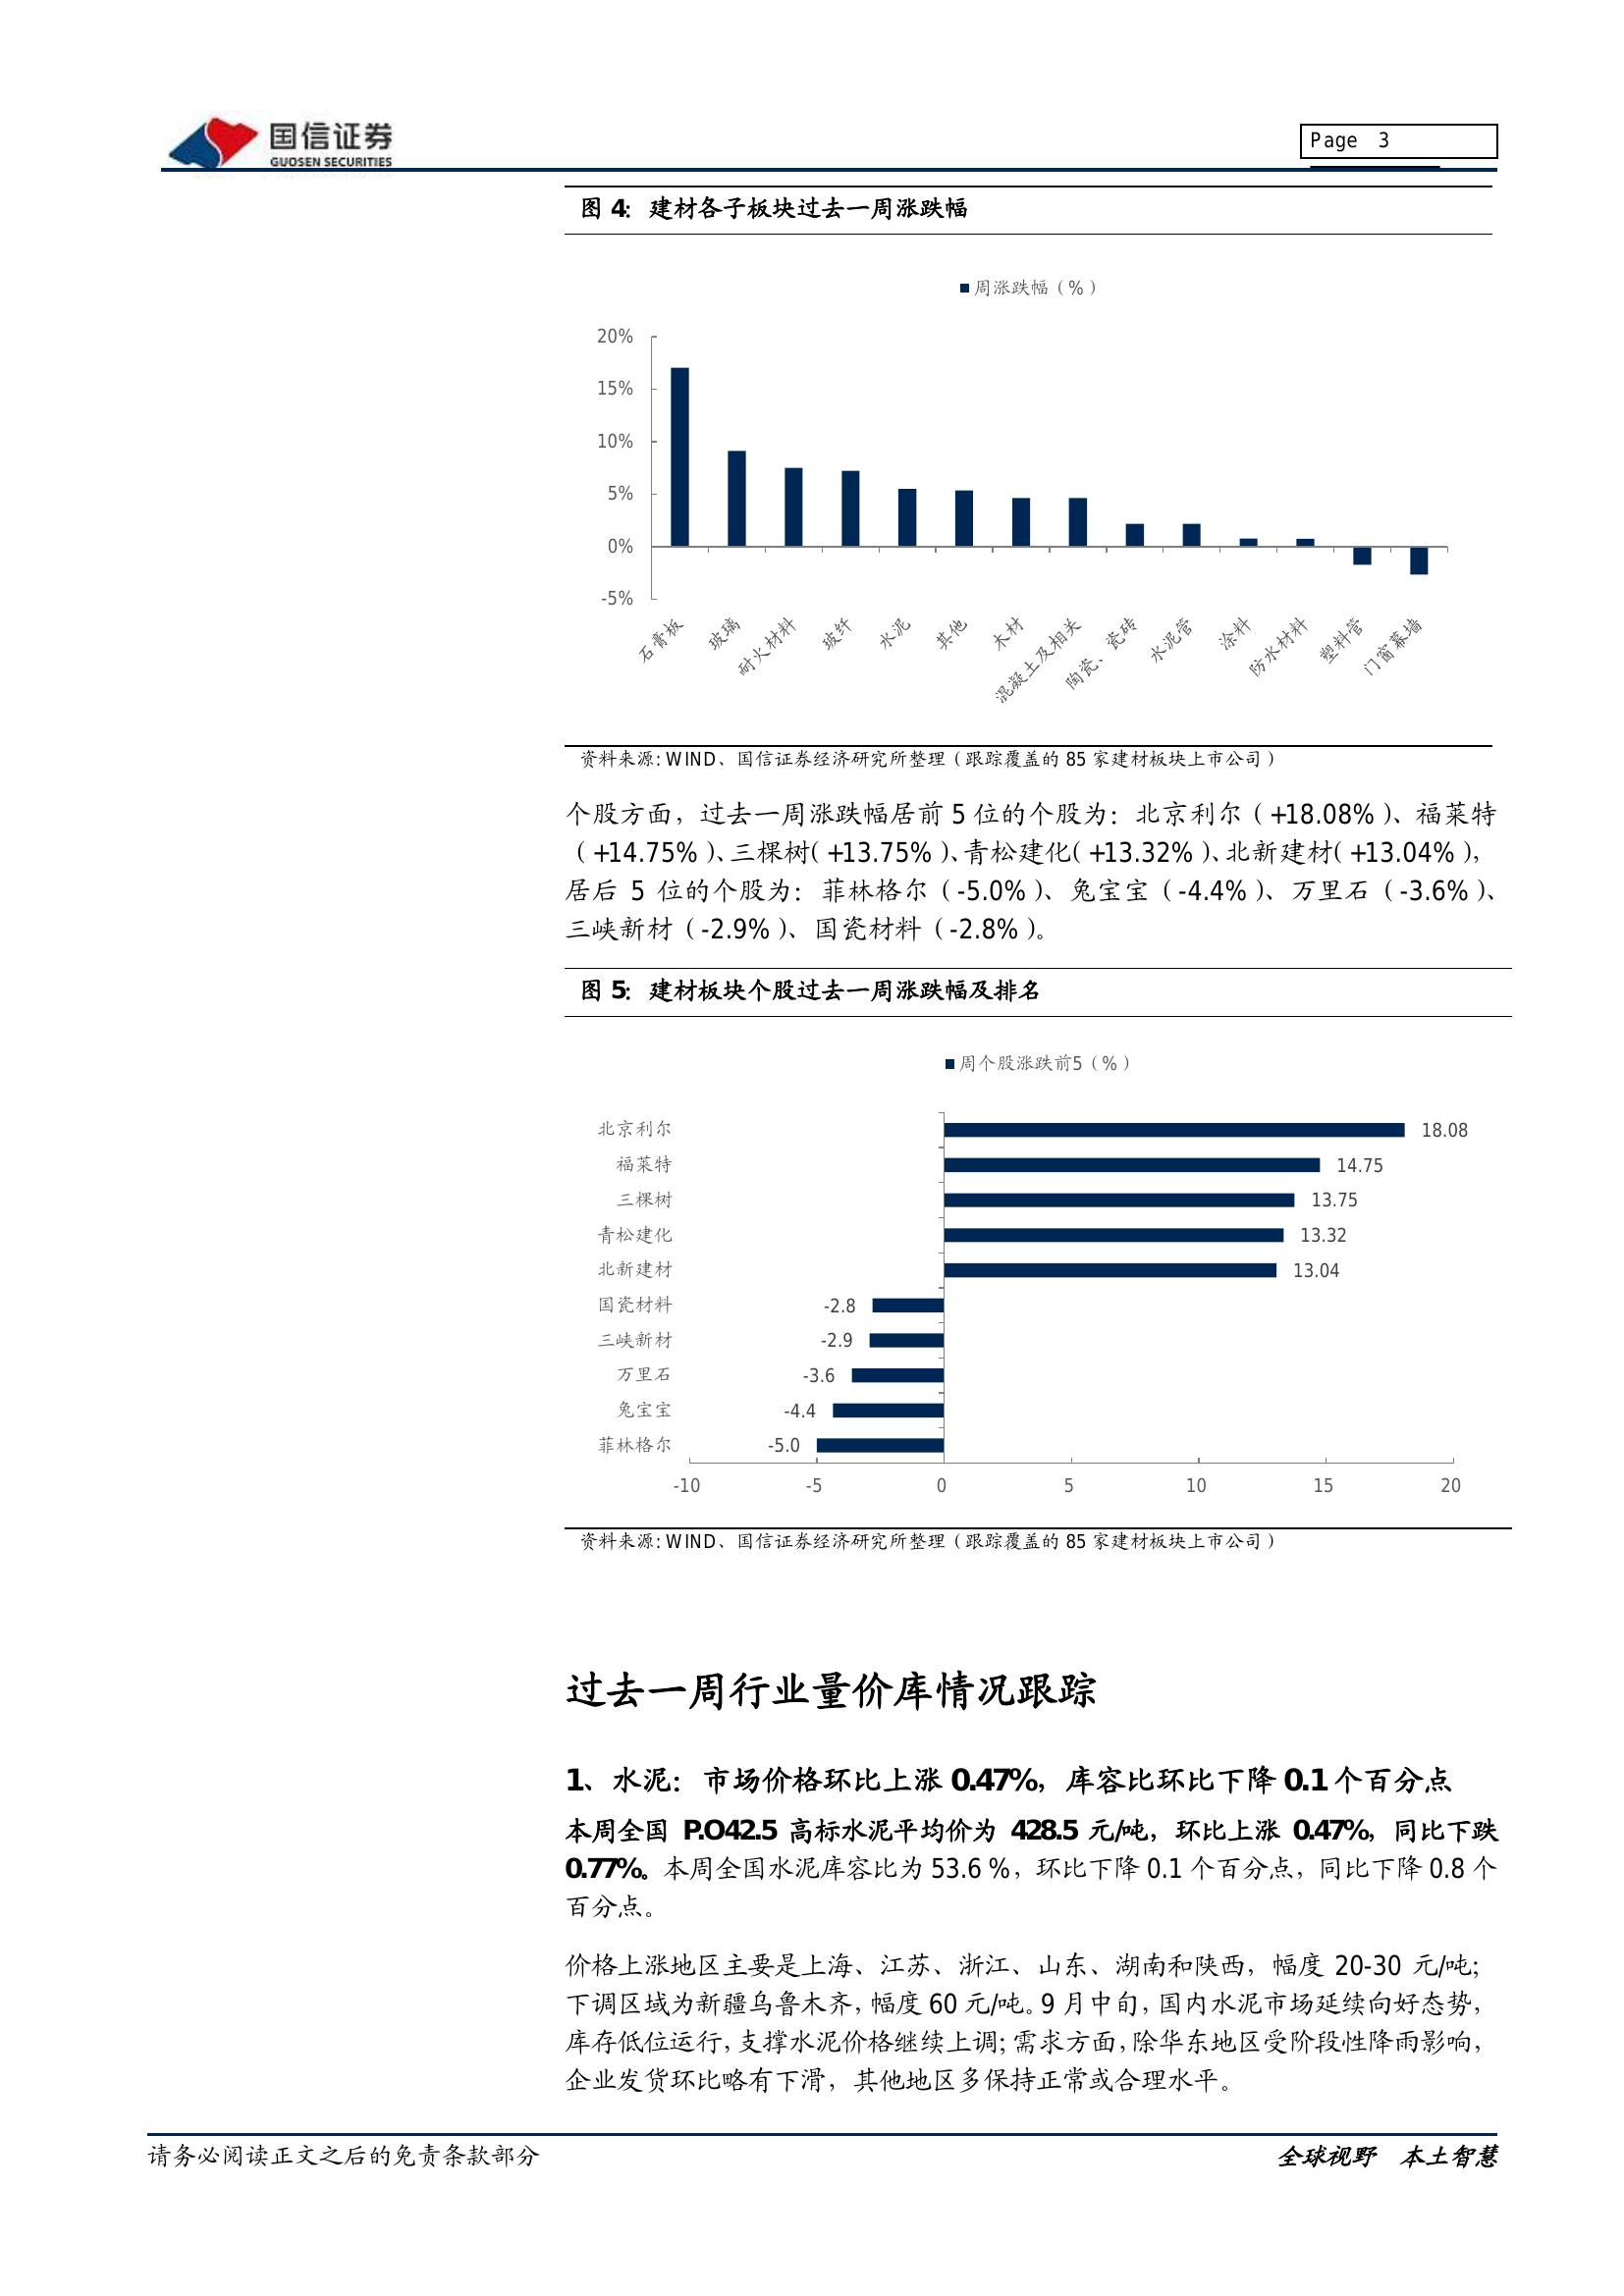 国信证券
GUOSEN SECURITIES
Page 3
图 4：建材各子板块过去一周涨跌幅
周涨跌幅（%）
20%
15%
10%
5%
0%
-5%
石膏板
玻璃
耐火材料
玻纤
水泥
其他
木材
混凝土及相关
陶瓷、瓷砖
水泥管
涂料
防水材料
塑料管
门窗幕墙
资料来源: WIND、国信证券经济研究所整理（跟踪覆盖的 85 家建材板块上市公司）
个股方面，过去一周涨跌幅居前 5 位的个股为：北京利尔（+18.08%）、福莱特
（+14.75%）、三棵树（+13.75%）、青松建化（+13.32%）、北新建材（+13.04%），
居后 5 位的个股为：菲林格尔（-5.0%）、兔宝宝（-4.4%）、万里石（-3.6%）、
三峡新材（-2.9%）、国瓷材料（-2.8%）。
图 5：建材板块个股过去一周涨跌幅及排名
周个股涨跌前5（%）
北京利尔 18.08
福莱特 14.75
三棵树 13.75
青松建化 13.32
北新建材 13.04
国瓷材料 -2.8
三峡新材 -2.9
万里石 -3.6
兔宝宝 -4.4
菲林格尔 -5.0
-10 -5 0 5 10 15 20
资料来源: WIND、国信证券经济研究所整理（跟踪覆盖的 85 家建材板块上市公司）
过去一周行业量价库情况跟踪
1、水泥：市场价格环比上涨 0.47%，库容比环比下降 0.1 个百分点
本周全国 P.O42.5 高标水泥平均价为 428.5 元/吨，环比上涨 0.47%，同比下跌
0.77%。本周全国水泥库容比为 53.6 %，环比下降 0.1 个百分点，同比下降 0.8 个
百分点。
价格上涨地区主要是上海、江苏、浙江、山东、湖南和陕西，幅度 20-30 元/吨；
下调区域为新疆乌鲁木齐，幅度 60 元/吨。9 月中旬，国内水泥市场延续向好态势，
库存低位运行，支撑水泥价格继续上调；需求方面，除华东地区受阶段性降雨影响，
企业发货环比略有下滑，其他地区多保持正常或合理水平。
请务必阅读正文之后的免责条款部分
全球视野 本土智慧